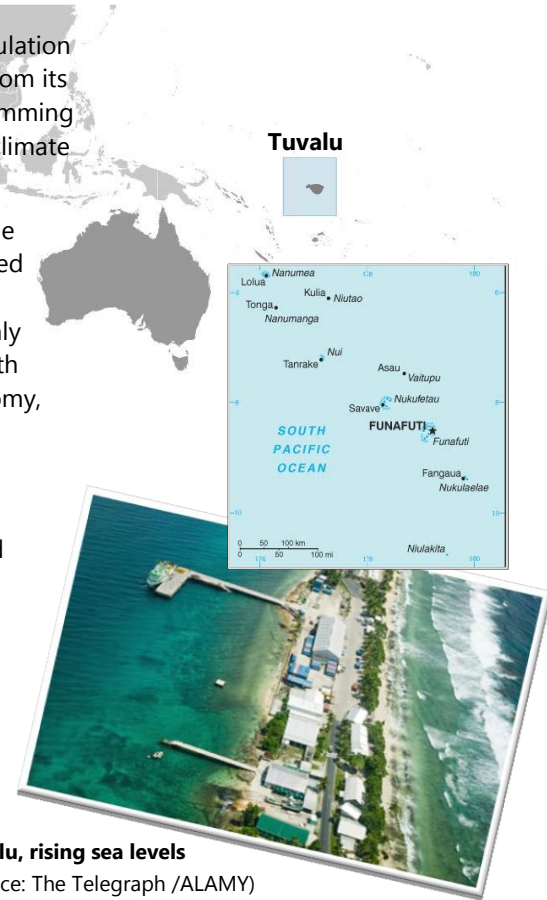 ulation
om its
mming
limate
e
ed
ly
th
omy,
d
Tuvalu
Nanumea
Lolua
Kulia
Niutao
Tonga
Nanumanga
Nui
Tanrake
Asau
Vaitupu
Nukufetau
Savave
FUNAFUTI
Funafuti
SOUTH
PACIFIC
OCEAN
Fangaua
Nukulaelae
Niulakita
0 50 100 km
0 50 100 mi
176
180
lu, rising sea levels
ce: The Telegraph /ALAMY)